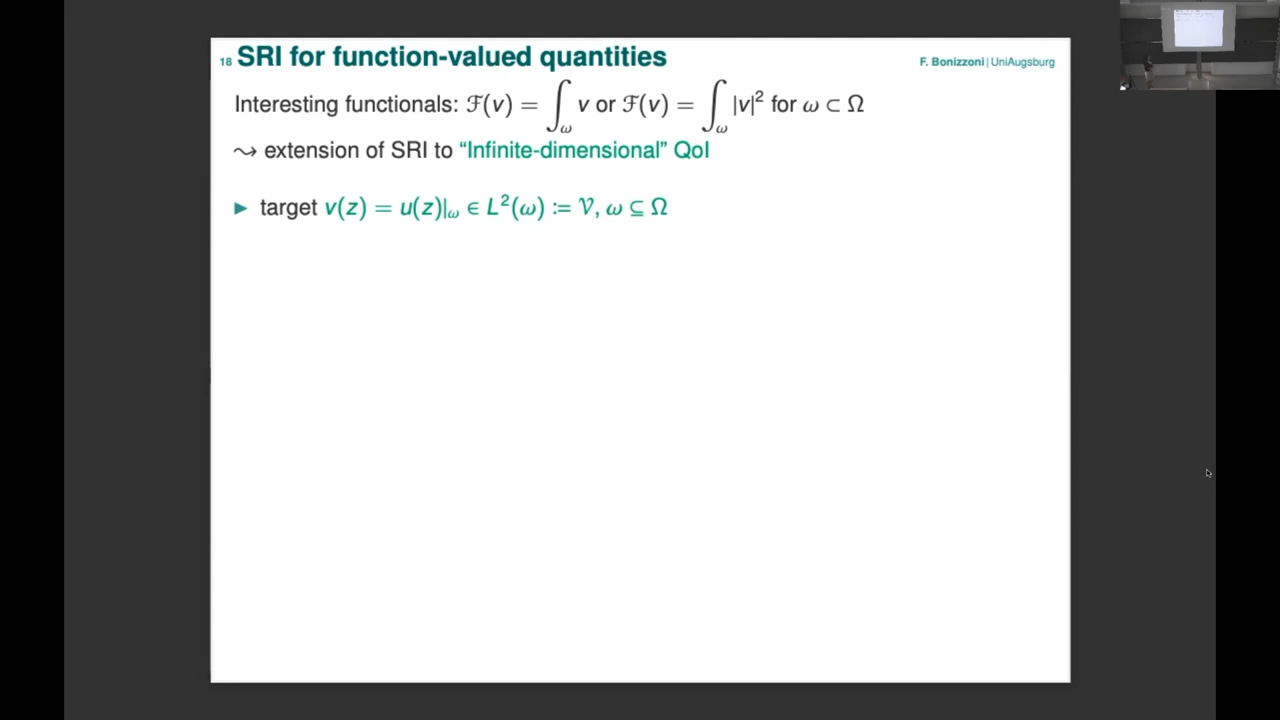 18 SRI for function-valued quantities
F. Bonizzoni | UniAugsburg
Interesting functionals: ℱ(v) = ∫_ω v or ℱ(v) = ∫_ω |v|² for ω ⊂ Ω
⇝ extension of SRI to “Infinite-dimensional” QoI
▶ target v(z) = u(z)|_ω ∈ L²(ω) := 𝒱, ω ⊆ Ω